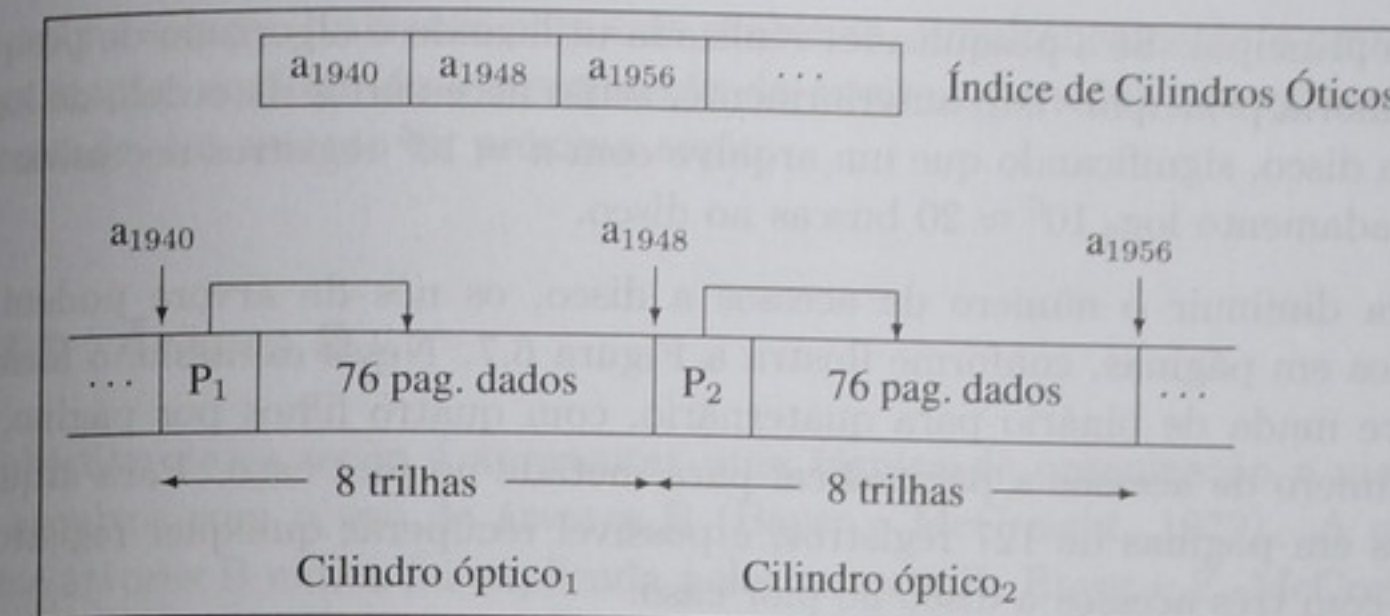 a1940 a1948 a1956 ... Índice de Cilindros Óticos
a1940 a1948 a1956
... P1 76 pag. dados P2 76 pag. dados ...
8 trilhas 8 trilhas
Cilindro óptico1 Cilindro óptico2